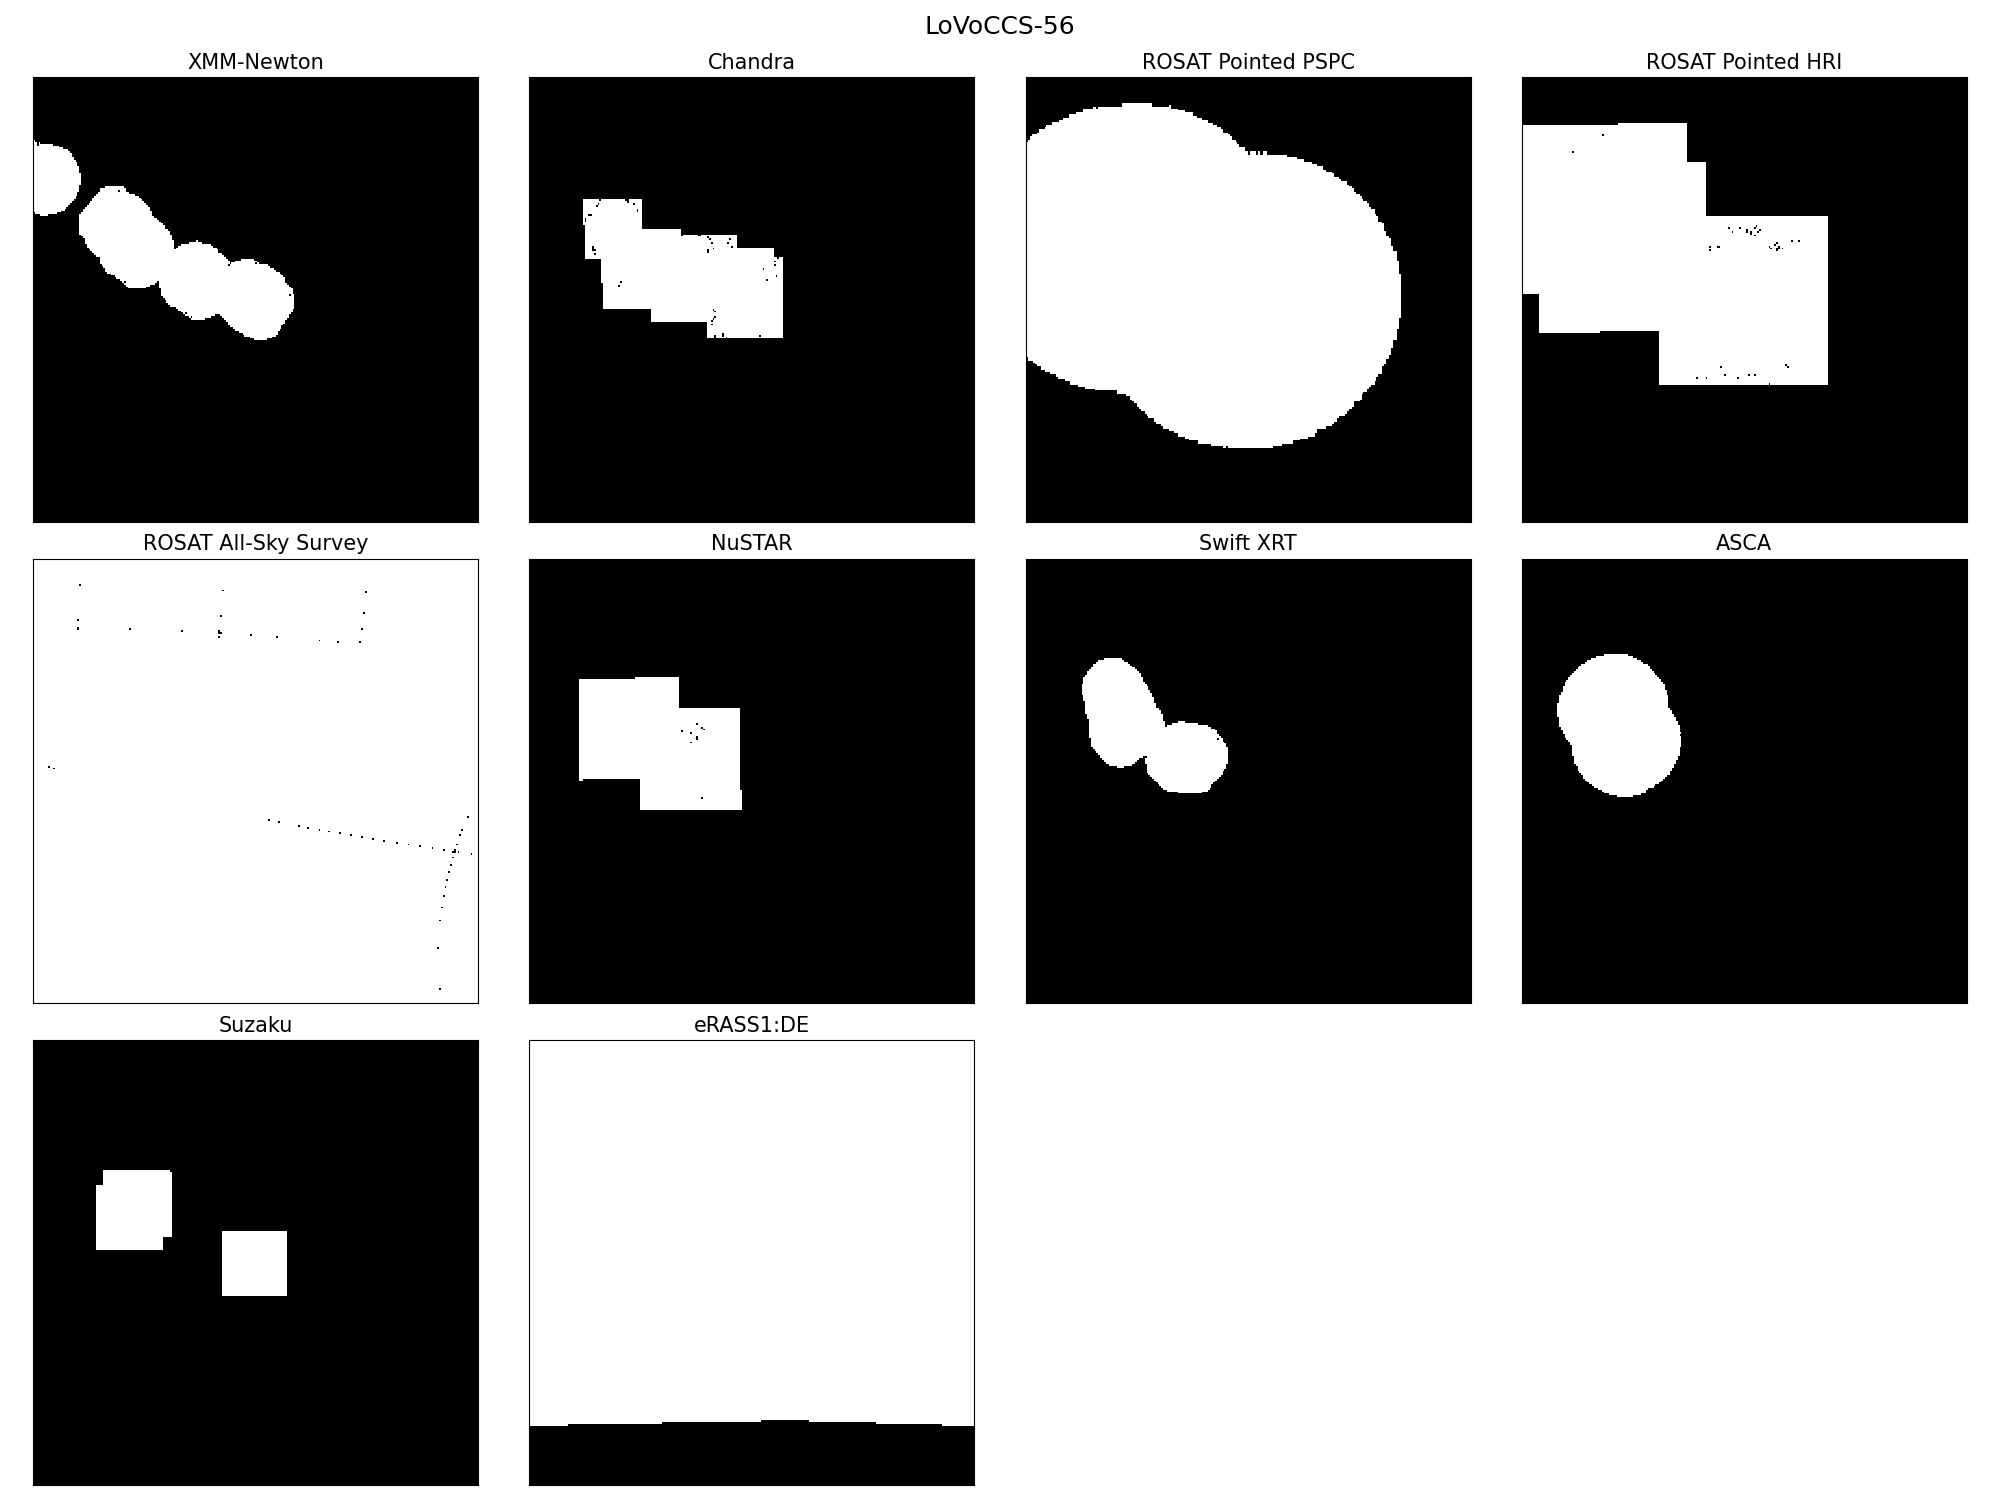 LoVoCCS-56
XMM-Newton
Chandra
ROSAT Pointed PSPC
ROSAT Pointed HRI
ROSAT All-Sky Survey
NuSTAR
Swift XRT
ASCA
Suzaku
eRASS1:DE